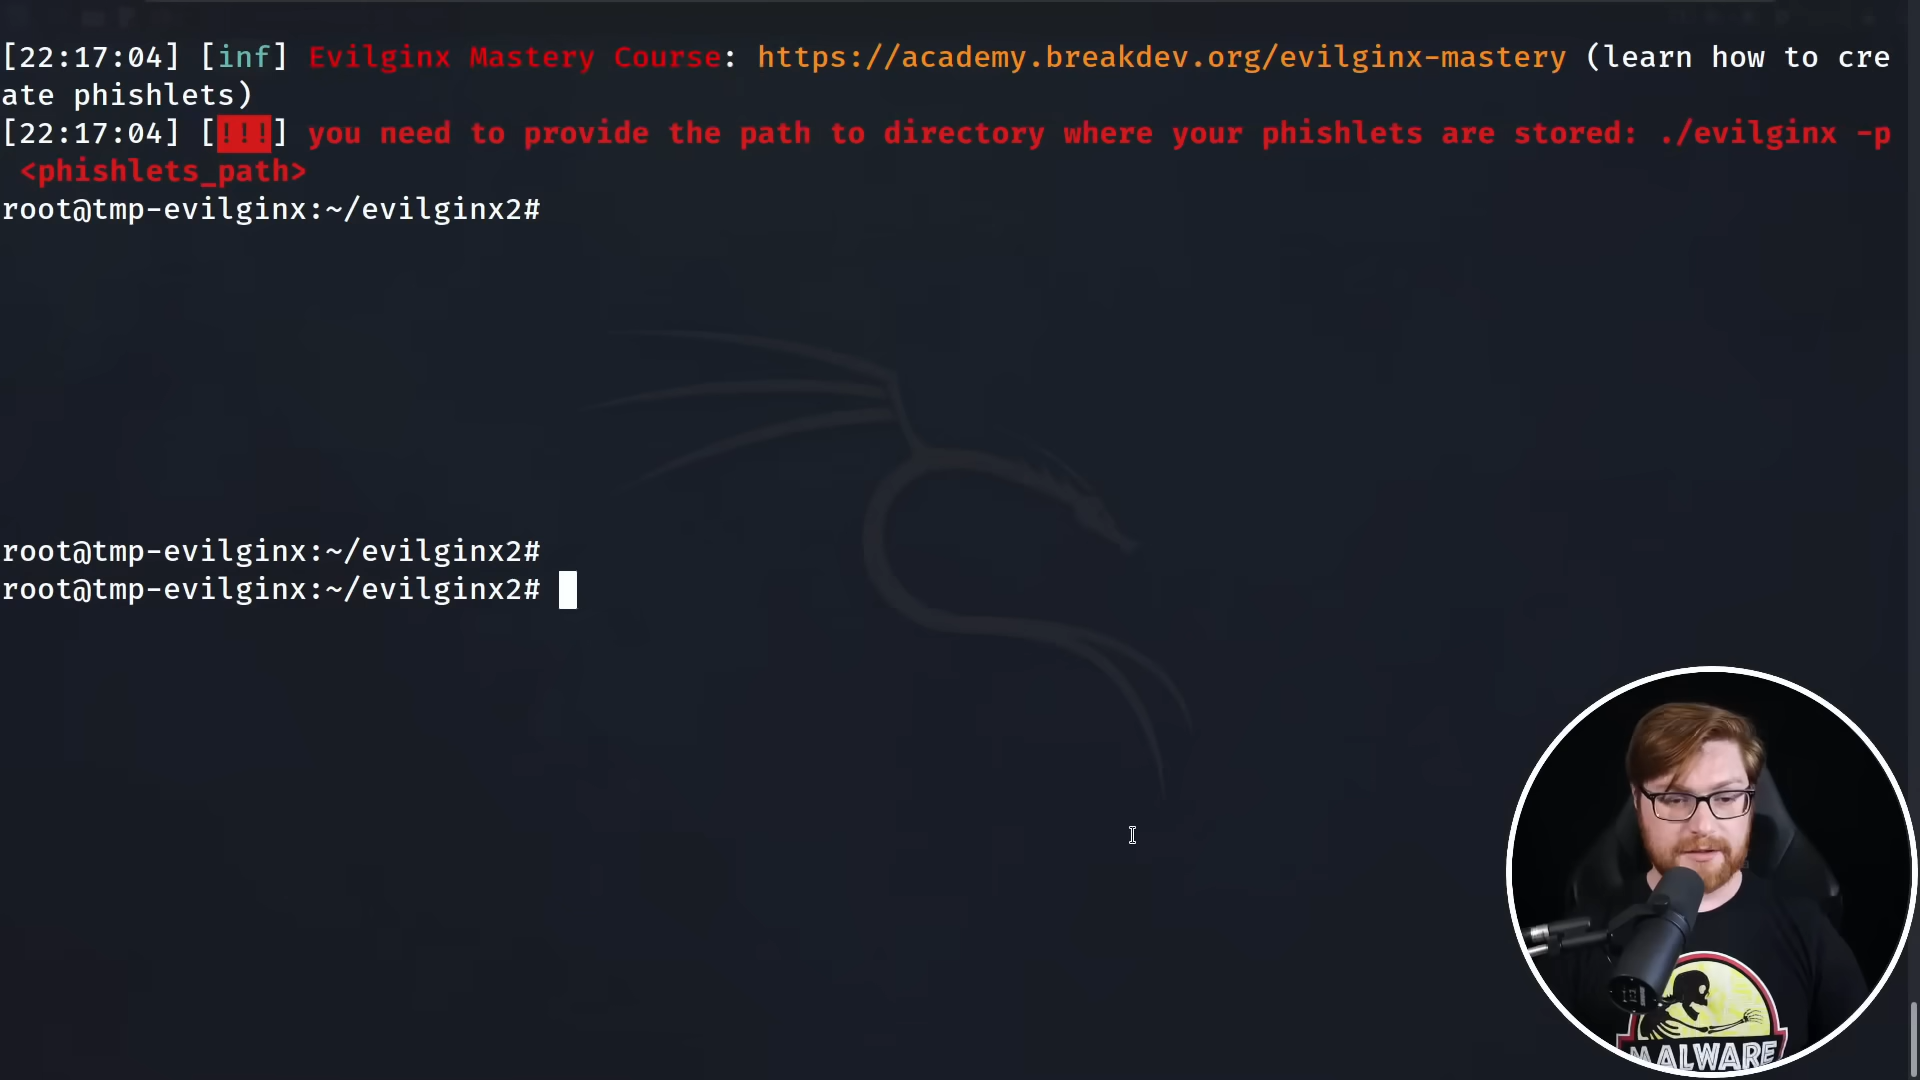 [22:17:04] [inf] Evilginx Mastery Course: https://academy.breakdev.org/evilginx-mastery (learn how to cre
ate phishlets)
[22:17:04] [!!!] you need to provide the path to directory where your phishlets are stored: ./evilginx -p
<phishlets_path>
root@tmp-evilginx:~/evilginx2#
root@tmp-evilginx:~/evilginx2#
root@tmp-evilginx:~/evilginx2#
MALWARE